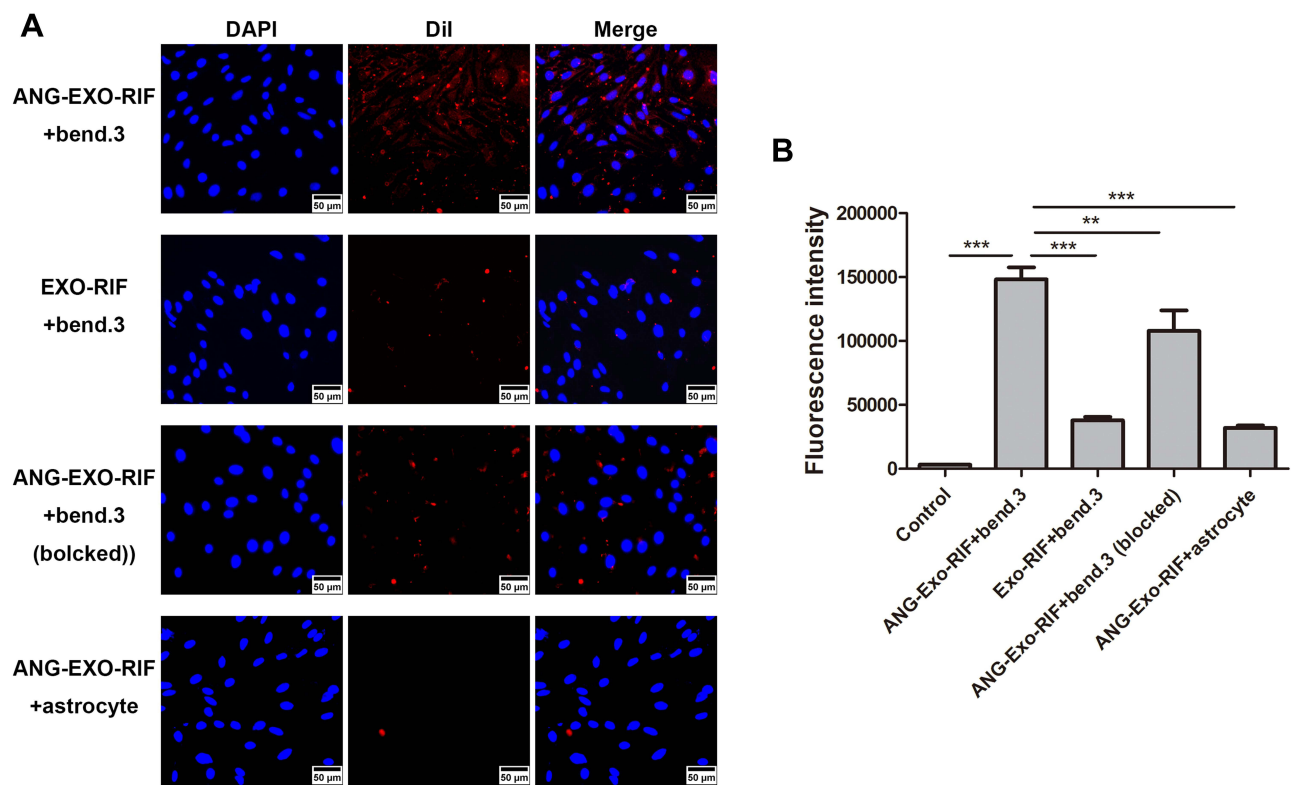 A
DAPI
DiI
Merge
ANG-EXO-RIF
+bend.3
50 μm
50 μm
50 μm
EXO-RIF
+bend.3
50 μm
50 μm
50 μm
ANG-EXO-RIF
+bend.3
(bolcked))
50 μm
50 μm
50 μm
ANG-EXO-RIF
+astrocyte
50 μm
50 μm
50 μm
B
Fluorescence intensity
200000
150000
100000
50000
0
***
**
***
***
Control
ANG-Exo-RIF+bend.3
Exo-RIF+bend.3
ANG-Exo-RIF+bend.3 (blocked)
ANG-Exo-RIF+astrocyte